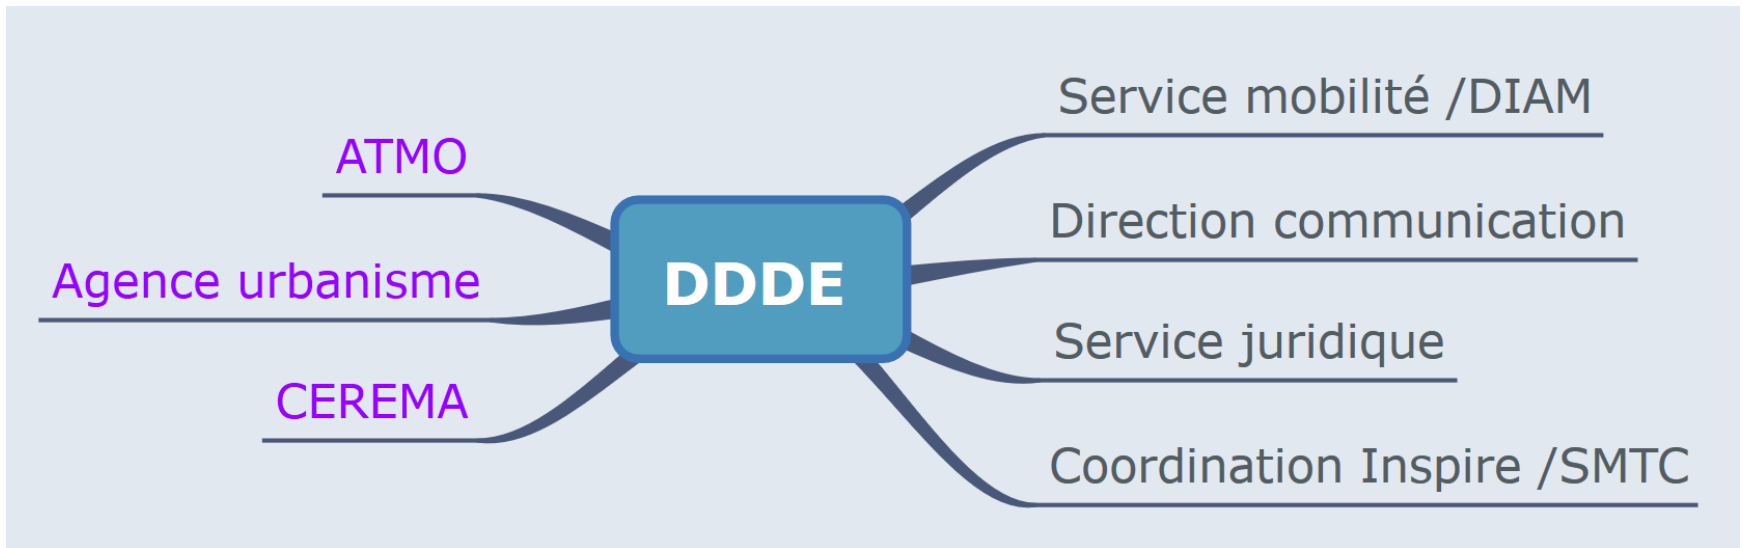 ATMO
Agence urbanisme
CEREMA
DDDE
Service mobilité /DIAM
Direction communication
Service juridique
Coordination Inspire /SMTC